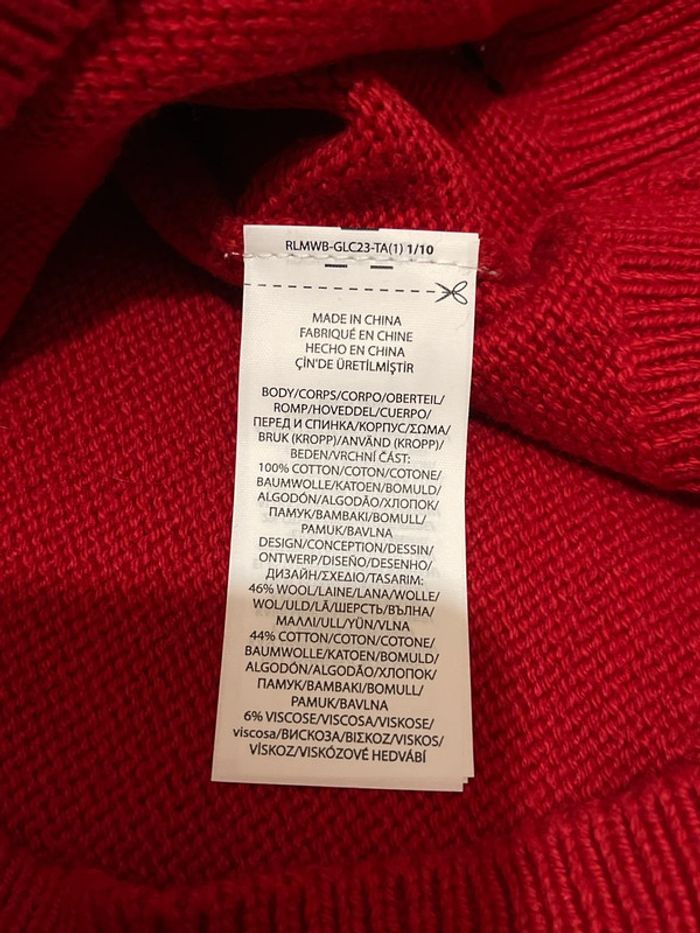 RLMWB-GLC23-TA(1) 1/10
MADE IN CHINA
FABRIQUÉ EN CHINE
HECHO EN CHINA
ÇİN'DE ÜRETİLMİŞTİR
BODY/CORPS/CORPO/OBERTEIL/
ROMP/HOVEDDEL/CUERPO/
ПЕРЕД И СПИНКА/КОРПУС/ΣΩΜΑ/
BRUK (KROPP)/ANVÄND (KROPP)/
BEDEN/VRCHNÍ ČÁST:
100% COTTON/COTON/COTONE/
BAUMWOLLE/KATOEN/BOMULD/
ALGODÓN/ALGODÃO/ХЛОПОК/
ПАМУК/ΒΑΜΒΑΚΙ/BOMULL/
PAMUK/BAVLNA
DESIGN/CONCEPTION/DESSIN/
ONTWERP/DISEÑO/DESENHO/
ДИЗАЙН/ΣΧΕΔΙΟ/TASARIM:
46% WOOL/LAINE/LANA/WOLLE/
WOL/ULD/LÃ/ШЕРСТЬ/ВЪЛНА/
ΜΑΛΛΙ/ULL/YÜN/VLNA
44% COTTON/COTON/COTONE/
BAUMWOLLE/KATOEN/BOMULD/
ALGODÓN/ALGODÃO/ХЛОПОК/
ПАМУК/ΒΑΜΒΑΚΙ/BOMULL/
PAMUK/BAVLNA
6% VISCOSE/VISCOSA/VISKOSE/
viscosa/ВИСКОЗА/ΒΙΣΚΟΖ/VISKOS/
VİSKOZ/VISKÓZOVÉ HEDVÁBÍ